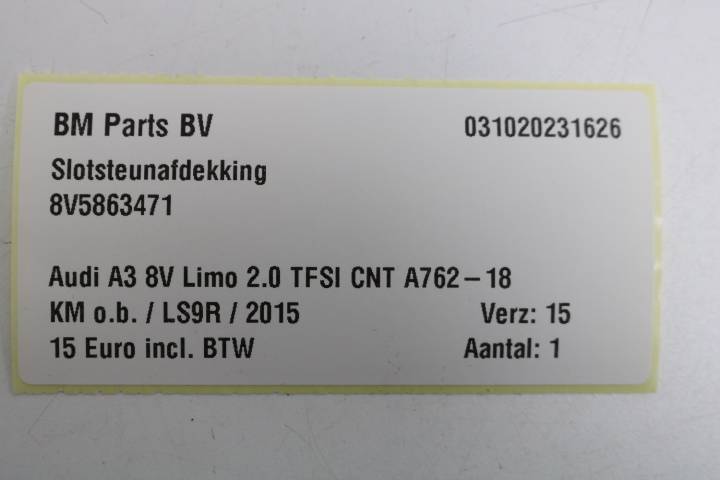 BM Parts BV 031020231626
Slotsteunafdekking
8V5863471
Audi A3 8V Limo 2.0 TFSI CNT A762-18
KM o.b. / LS9R / 2015 Verz: 15
15 Euro incl. BTW Aantal: 1